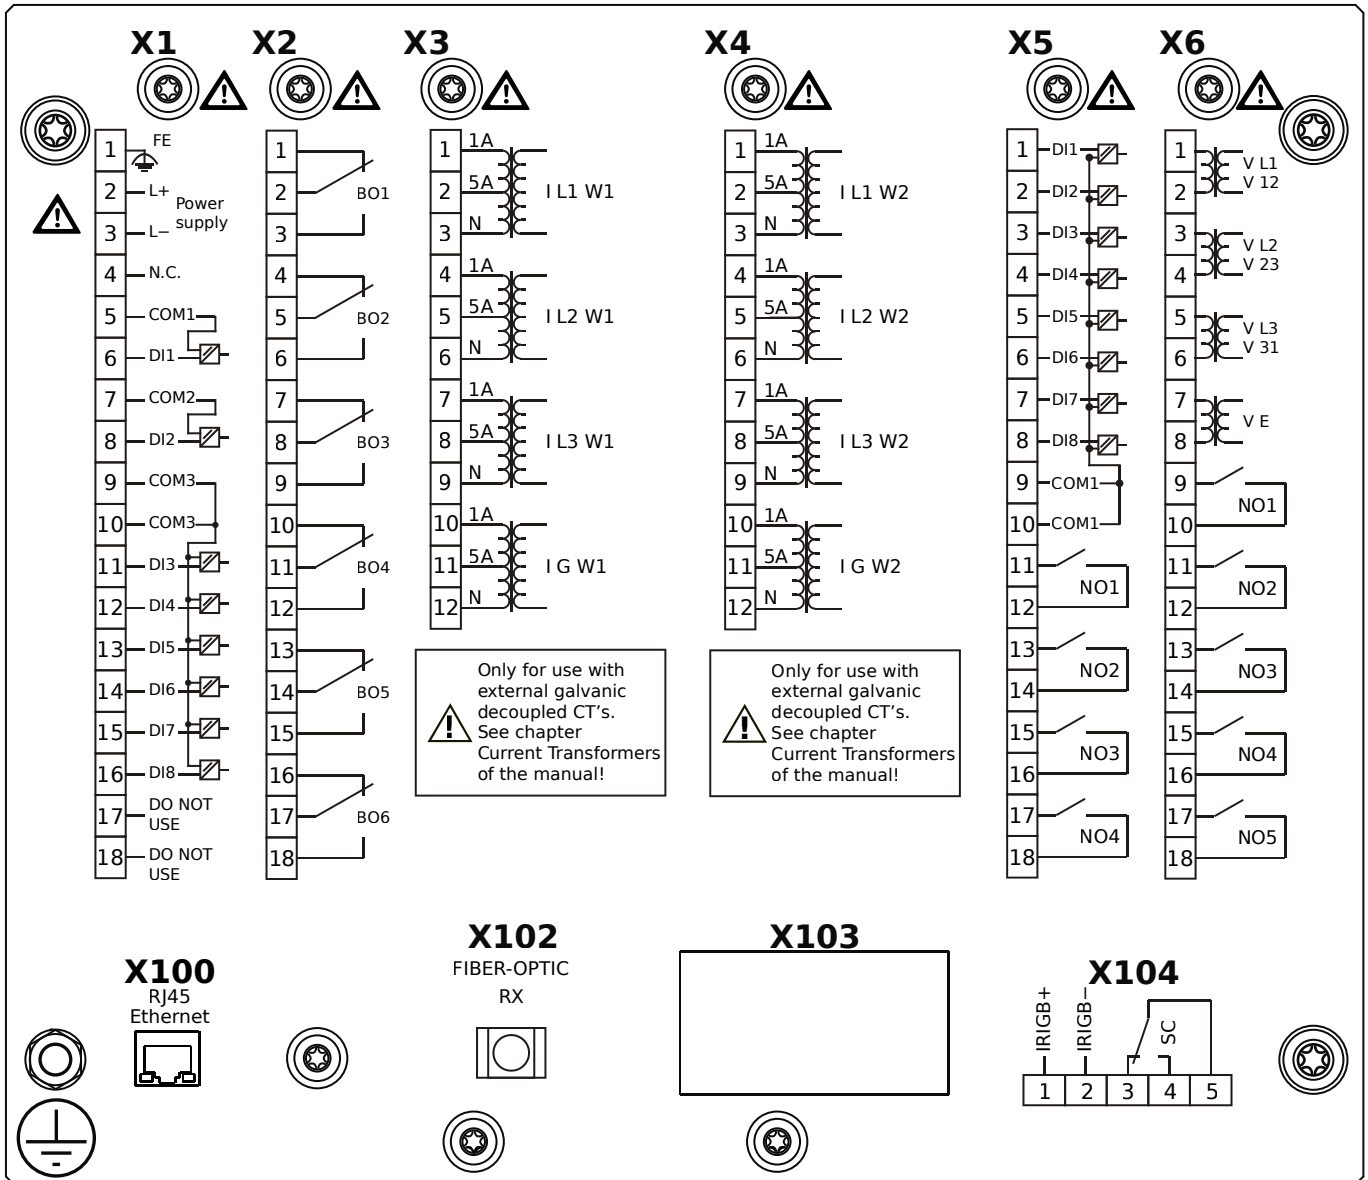 X1 X2 X3 X4 X5 X6
1 FE
2 L+
Power
supply
3 L−
4 N.C.
5 COM1
6 DI1
7 COM2
8 DI2
9 COM3
10 COM3
11 DI3
12 DI4
13 DI5
14 DI6
15 DI7
16 DI8
17 DO NOT
USE
18 DO NOT
USE
1
2 BO1
3
4
5 BO2
6
7
8 BO3
9
10
11 BO4
12
13
14 BO5
15
16
17 BO6
18
1 1A
2 5A I L1 W1
3 N
4 1A
5 5A I L2 W1
6 N
7 1A
8 5A I L3 W1
9 N
10 1A
11 5A I G W1
12 N
Only for use with
external galvanic
decoupled CT's.
See chapter
Current Transformers
of the manual!
1 1A
2 5A I L1 W2
3 N
4 1A
5 5A I L2 W2
6 N
7 1A
8 5A I L3 W2
9 N
10 1A
11 5A I G W2
12 N
Only for use with
external galvanic
decoupled CT's.
See chapter
Current Transformers
of the manual!
1 DI1
2 DI2
3 DI3
4 DI4
5 DI5
6 DI6
7 DI7
8 DI8
9 COM1
10 COM1
11
NO1
12
13
NO2
14
15
NO3
16
17
NO4
18
1 V L1
2 V 12
3 V L2
4 V 23
5 V L3
6 V 31
7
V E
8
9
NO1
10
11
NO2
12
13
NO3
14
15
NO4
16
17
NO5
18
X100
RJ45
Ethernet
X102
FIBER-OPTIC
RX
X103
X104
IRIGB+
IRIGB−
SC
1 2 3 4 5